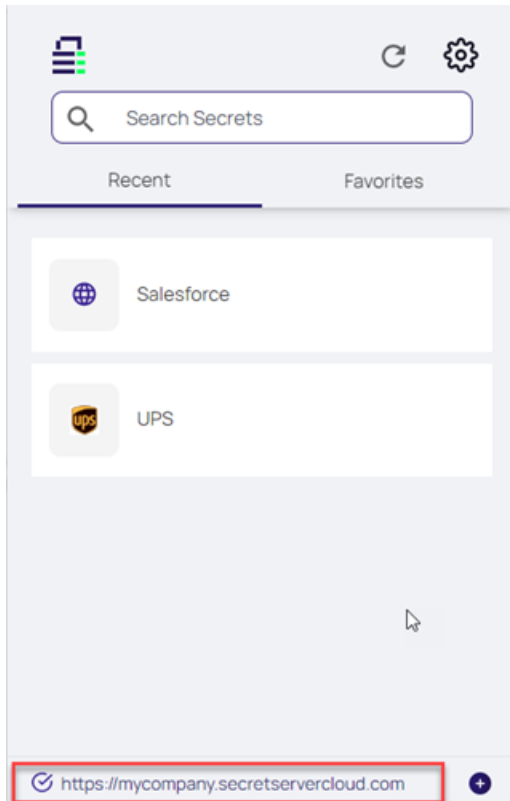 Search Secrets
Recent Favorites
Salesforce
ups UPS
https://mycompany.secretservercloud.com